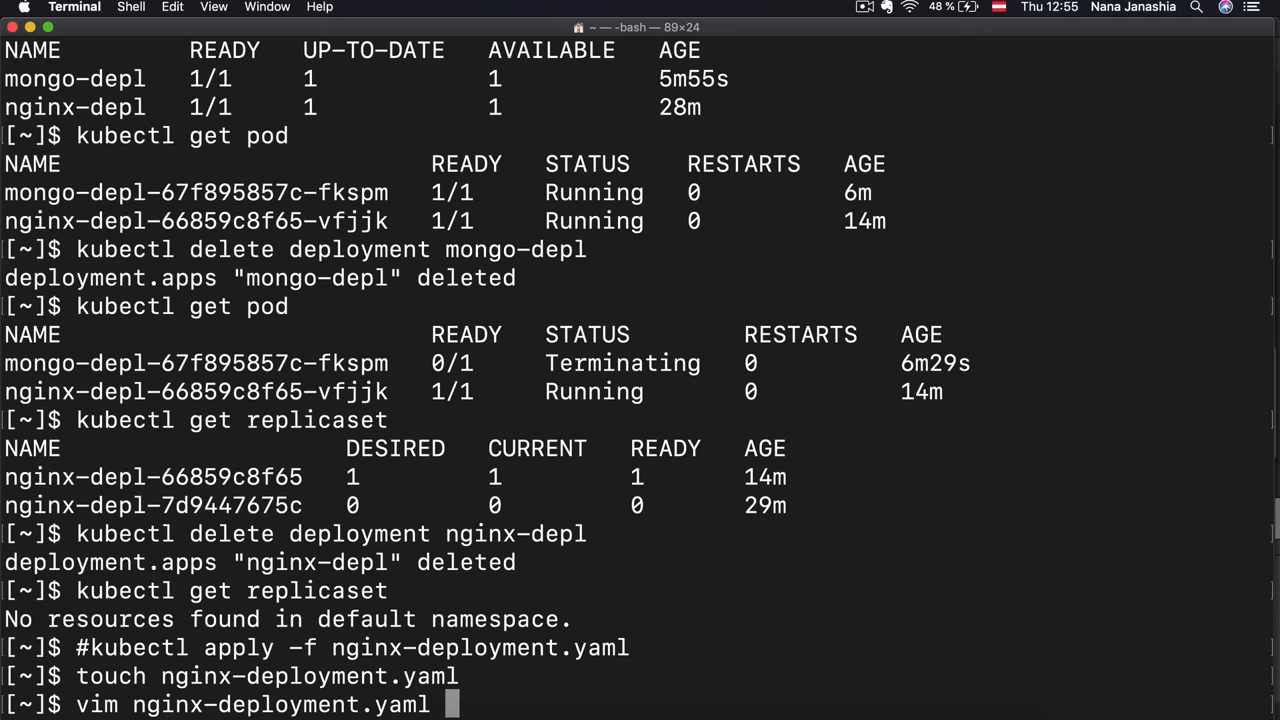 Terminal Shell Edit View Window Help 48 % Thu 12:55 Nana Janashia
~ — -bash — 89×24
NAME READY UP-TO-DATE AVAILABLE AGE
mongo-depl 1/1 1 1 5m55s
nginx-depl 1/1 1 1 28m
[~]$ kubectl get pod
NAME READY STATUS RESTARTS AGE
mongo-depl-67f895857c-fkspm 1/1 Running 0 6m
nginx-depl-66859c8f65-vfjjk 1/1 Running 0 14m
[~]$ kubectl delete deployment mongo-depl
deployment.apps "mongo-depl" deleted
[~]$ kubectl get pod
NAME READY STATUS RESTARTS AGE
mongo-depl-67f895857c-fkspm 0/1 Terminating 0 6m29s
nginx-depl-66859c8f65-vfjjk 1/1 Running 0 14m
[~]$ kubectl get replicaset
NAME DESIRED CURRENT READY AGE
nginx-depl-66859c8f65 1 1 1 14m
nginx-depl-7d9447675c 0 0 0 29m
[~]$ kubectl delete deployment nginx-depl
deployment.apps "nginx-depl" deleted
[~]$ kubectl get replicaset
No resources found in default namespace.
[~]$ #kubectl apply -f nginx-deployment.yaml
[~]$ touch nginx-deployment.yaml
[~]$ vim nginx-deployment.yaml